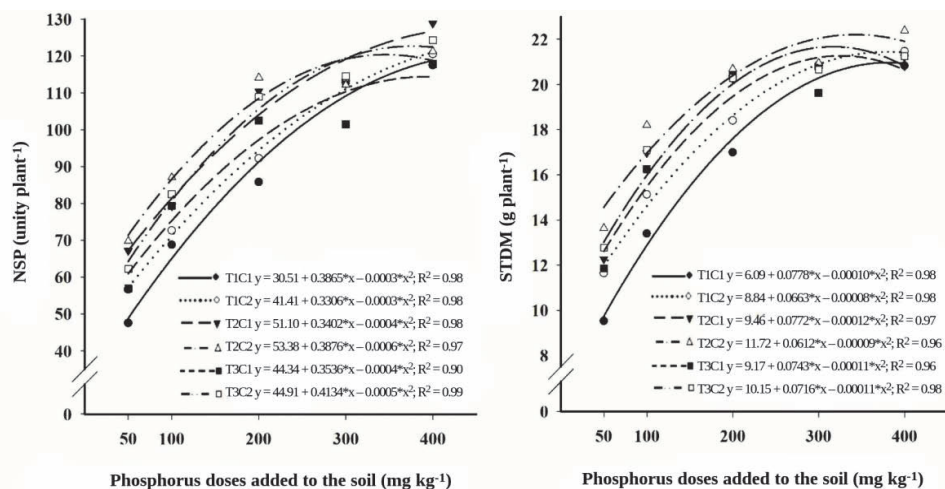 130
120
110
100
90
80
70
60
50
40
0
NSP (unity plant-1)
T1C1 y = 30.51 + 0.3865*x – 0.0003*x²; R² = 0.98
T1C2 y = 41.41 + 0.3306*x – 0.0003*x²; R² = 0.98
T2C1 y = 51.10 + 0.3402*x – 0.0004*x²; R² = 0.98
T2C2 y = 53.38 + 0.3876*x – 0.0006*x²; R² = 0.97
T3C1 y = 44.34 + 0.3536*x – 0.0004*x²; R² = 0.90
T3C2 y = 44.91 + 0.4134*x – 0.0005*x²; R² = 0.99
50 100 200 300 400
Phosphorus doses added to the soil (mg kg-1)
22
20
18
16
14
12
10
8
0
STDM (g plant-1)
T1C1 y = 6.09 + 0.0778*x – 0.00010*x²; R² = 0.98
T1C2 y = 8.84 + 0.0663*x – 0.00008*x²; R² = 0.98
T2C1 y = 9.46 + 0.0772*x – 0.00012*x²; R² = 0.97
T2C2 y = 11.72 + 0.0612*x – 0.00009*x²; R² = 0.96
T3C1 y = 9.17 + 0.0743*x – 0.00011*x²; R² = 0.96
T3C2 y = 10.15 + 0.0716*x – 0.00011*x²; R² = 0.98
50 100 200 300 400
Phosphorus doses added to the soil (mg kg-1)